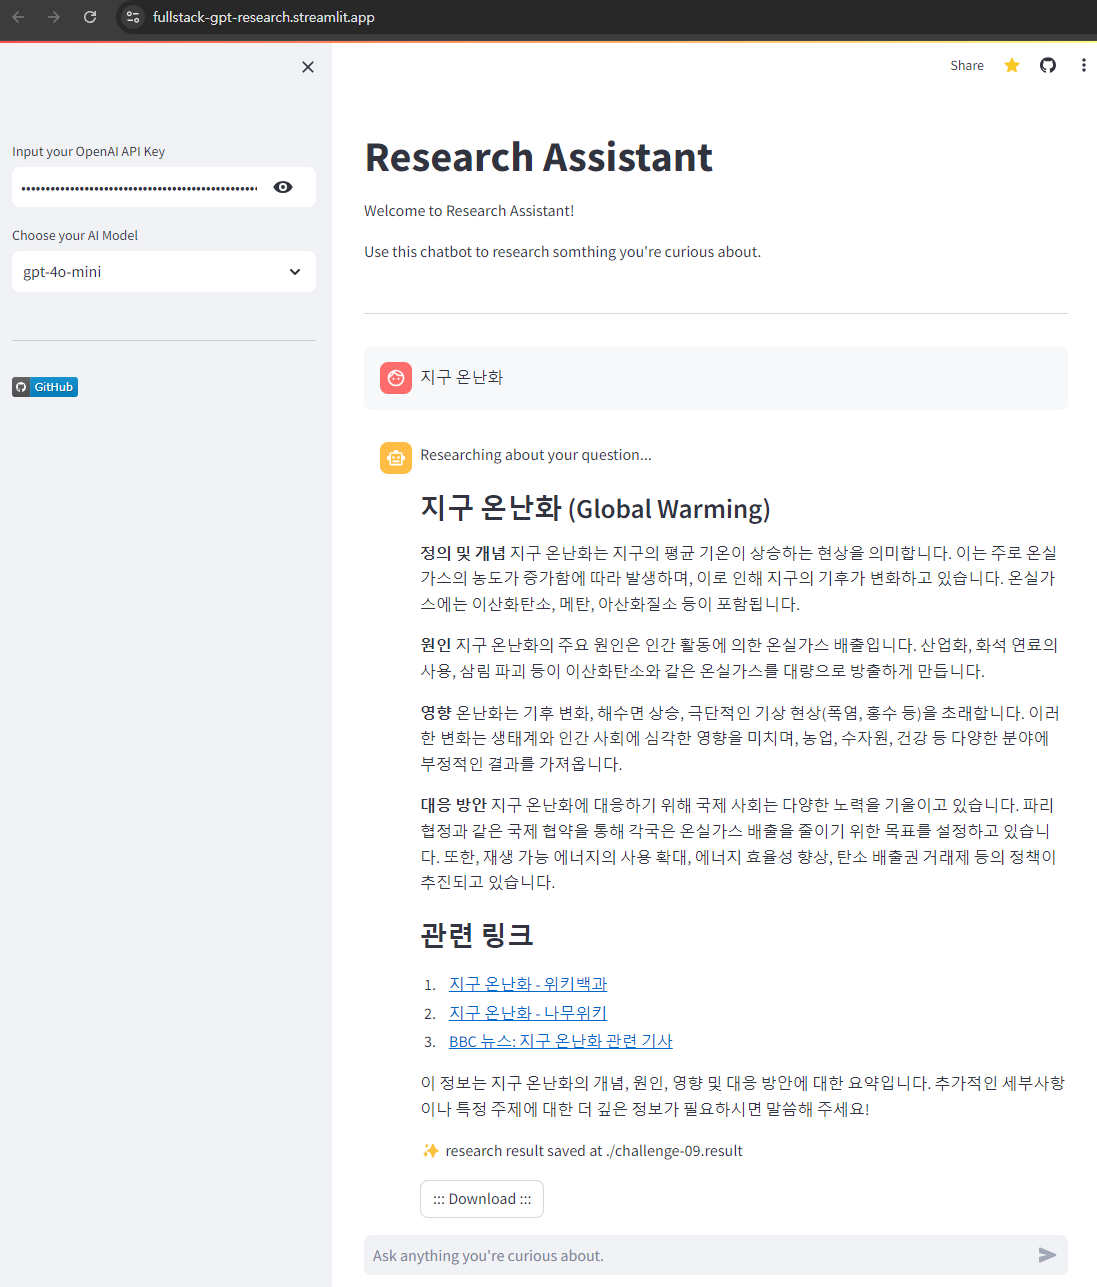 fullstack-gpt-research.streamlit.app
Share
Input your OpenAI API Key
Choose your AI Model
gpt-4o-mini
GitHub
Research Assistant
Welcome to Research Assistant!
Use this chatbot to research somthing you're curious about.
지구 온난화
Researching about your question...
지구 온난화 (Global Warming)
정의 및 개념 지구 온난화는 지구의 평균 기온이 상승하는 현상을 의미합니다. 이는 주로 온실
가스의 농도가 증가함에 따라 발생하며, 이로 인해 지구의 기후가 변화하고 있습니다. 온실가
스에는 이산화탄소, 메탄, 아산화질소 등이 포함됩니다.
원인 지구 온난화의 주요 원인은 인간 활동에 의한 온실가스 배출입니다. 산업화, 화석 연료의
사용, 삼림 파괴 등이 이산화탄소와 같은 온실가스를 대량으로 방출하게 만듭니다.
영향 온난화는 기후 변화, 해수면 상승, 극단적인 기상 현상(폭염, 홍수 등)을 초래합니다. 이러
한 변화는 생태계와 인간 사회에 심각한 영향을 미치며, 농업, 수자원, 건강 등 다양한 분야에
부정적인 결과를 가져옵니다.
대응 방안 지구 온난화에 대응하기 위해 국제 사회는 다양한 노력을 기울이고 있습니다. 파리
협정과 같은 국제 협약을 통해 각국은 온실가스 배출을 줄이기 위한 목표를 설정하고 있습니
다. 또한, 재생 가능 에너지의 사용 확대, 에너지 효율성 향상, 탄소 배출권 거래제 등의 정책이
추진되고 있습니다.
관련 링크
1. 지구 온난화 - 위키백과
2. 지구 온난화 - 나무위키
3. BBC 뉴스: 지구 온난화 관련 기사
이 정보는 지구 온난화의 개념, 원인, 영향 및 대응 방안에 대한 요약입니다. 추가적인 세부사항
이나 특정 주제에 대한 더 깊은 정보가 필요하시면 말씀해 주세요!
✨ research result saved at ./challenge-09.result
::: Download :::
Ask anything you're curious about.